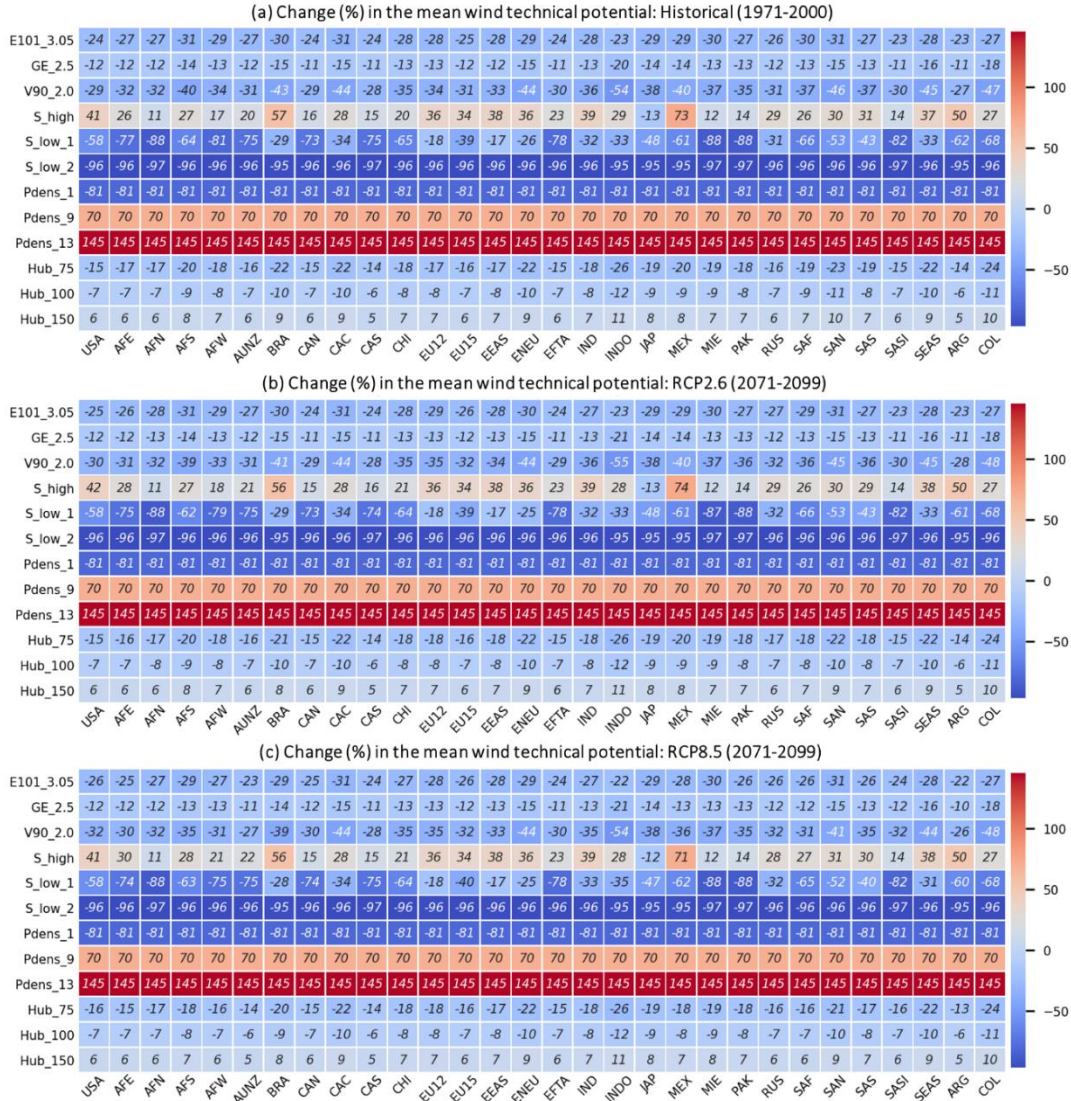 (a) Change (%) in the mean wind technical potential: Historical (1971-2000)
E101_3.05 -24 -27 -27 -31 -29 -27 -30 -24 -31 -24 -28 -28 -25 -28 -30 -24 -28 -23 -29 -29 -30 -27 -26 -30 -31 -27 -23 -28 -23 -27
GE_2.5 -12 -12 -12 -14 -13 -12 -15 -11 -15 -11 -13 -13 -12 -12 -15 -11 -13 -20 -14 -14 -13 -13 -12 -13 -15 -13 -11 -16 -11 -18
V90_2.0 -29 -32 -32 -40 -34 -31 -43 -29 -44 -28 -35 -34 -31 -33 -44 -30 -36 -54 -38 -40 -37 -35 -31 -37 -46 -34 -30 -45 -27 -47
S_high 41 26 11 27 17 20 57 16 28 15 20 36 34 38 36 23 39 29 -13 73 12 14 29 26 30 31 14 37 50 27
S_low_1 -58 -77 -88 -64 -81 -75 -29 -73 -34 -75 -65 -18 -39 -17 -26 -78 -32 -33 -48 -61 -88 -88 -31 -66 -53 -43 -82 -33 -62 -68
S_low_2 -96 -96 -97 -96 -96 -96 -95 -96 -96 -97 -96 -96 -96 -96 -96 -96 -96 -95 -95 -96 -97 -97 -96 -96 -96 -96 -96 -96 -96 -96
Pdens_1 -81 -81 -81 -81 -81 -81 -81 -81 -81 -81 -81 -81 -81 -81 -81 -81 -81 -81 -81 -81 -81 -81 -81 -81 -81 -81 -81 -81 -81 -81
Pdens_9 70 70 70 70 70 70 70 70 70 70 70 70 70 70 70 70 70 70 70 70 70 70 70 70 70 70 70 70 70 70
Pdens_13 145 145 145 145 145 145 145 145 145 145 145 145 145 145 145 145 145 145 145 145 145 145 145 145 145 145 145 145 145 145
Hub_75 -15 -17 -17 -20 -18 -16 -22 -15 -22 -14 -18 -17 -16 -17 -22 -15 -18 -26 -19 -20 -19 -18 -16 -19 -23 -19 -15 -22 -14 -24
Hub_100 -7 -7 -7 -9 -8 -7 -10 -7 -10 -6 -8 -8 -7 -8 -10 -7 -8 -12 -9 -9 -8 -8 -7 -9 -11 -8 -7 -10 -6 -11
Hub_150 6 6 6 8 7 6 9 6 9 5 7 7 6 7 9 6 7 11 8 8 7 7 6 7 10 7 6 9 5 10
USA AFE AFN AFS AFW AUNZ BRA CAN CAC CAS CHI EU12 EU15 EEAS ENEU EFTA IND INDO JAP MEX MIE PAK RUS SAF SAN SAS SASI SEAS ARG COL
100
50
0
−50
(b) Change (%) in the mean wind technical potential: RCP2.6 (2071-2099)
E101_3.05 -25 -26 -28 -31 -29 -27 -30 -24 -31 -24 -28 -29 -26 -28 -30 -24 -27 -23 -29 -29 -30 -27 -27 -29 -31 -27 -23 -28 -23 -27
GE_2.5 -12 -12 -13 -14 -13 -12 -15 -11 -15 -11 -13 -13 -12 -13 -15 -11 -13 -21 -14 -14 -13 -13 -12 -13 -15 -13 -11 -16 -11 -18
V90_2.0 -30 -31 -32 -39 -33 -31 -41 -29 -44 -28 -35 -35 -32 -34 -44 -29 -36 -55 -38 -40 -37 -36 -32 -36 -45 -36 -30 -45 -28 -48
S_high 42 28 11 27 18 21 56 15 28 16 21 36 34 38 36 23 39 28 -13 74 12 14 29 26 30 29 14 38 50 27
S_low_1 -58 -75 -88 -62 -79 -75 -29 -73 -34 -74 -64 -18 -39 -17 -25 -78 -32 -33 -48 -61 -87 -88 -32 -66 -53 -43 -82 -33 -61 -68
S_low_2 -96 -96 -97 -96 -96 -96 -95 -96 -96 -97 -96 -96 -96 -96 -96 -96 -96 -95 -95 -95 -97 -97 -96 -96 -96 -96 -97 -96 -95 -96
Pdens_1 -81 -81 -81 -81 -81 -81 -81 -81 -81 -81 -81 -81 -81 -81 -81 -81 -81 -81 -81 -81 -81 -81 -81 -81 -81 -81 -81 -81 -81 -81
Pdens_9 70 70 70 70 70 70 70 70 70 70 70 70 70 70 70 70 70 70 70 70 70 70 70 70 70 70 70 70 70 70
Pdens_13 145 145 145 145 145 145 145 145 145 145 145 145 145 145 145 145 145 145 145 145 145 145 145 145 145 145 145 145 145 145
Hub_75 -15 -16 -17 -20 -18 -16 -21 -15 -22 -14 -18 -18 -16 -18 -22 -15 -18 -26 -19 -20 -19 -18 -17 -18 -22 -18 -15 -22 -14 -24
Hub_100 -7 -7 -8 -9 -8 -7 -10 -7 -10 -6 -8 -8 -7 -8 -10 -7 -8 -12 -9 -9 -8 -8 -7 -8 -10 -8 -7 -10 -6 -11
Hub_150 6 6 6 8 7 6 8 6 9 5 7 7 6 7 9 6 7 11 8 8 7 7 6 7 9 7 6 9 5 10
USA AFE AFN AFS AFW AUNZ BRA CAN CAC CAS CHI EU12 EU15 EEAS ENEU EFTA IND INDO JAP MEX MIE PAK RUS SAF SAN SAS SASI SEAS ARG COL
100
50
0
−50
(c) Change (%) in the mean wind technical potential: RCP8.5 (2071-2099)
E101_3.05 -26 -25 -27 -29 -27 -23 -29 -25 -31 -24 -27 -28 -26 -28 -29 -24 -27 -22 -29 -28 -30 -27 -26 -26 -31 -26 -24 -28 -22 -27
GE_2.5 -12 -12 -12 -13 -13 -11 -14 -12 -15 -11 -13 -13 -12 -13 -15 -11 -13 -21 -14 -13 -13 -13 -12 -12 -15 -13 -12 -16 -10 -18
V90_2.0 -32 -30 -32 -35 -31 -27 -39 -30 -44 -28 -35 -35 -32 -33 -44 -30 -35 -54 -38 -36 -37 -35 -32 -31 -41 -35 -32 -44 -26 -48
S_high 41 30 11 28 21 22 56 15 28 15 21 36 34 38 36 23 39 28 -12 71 12 14 28 27 31 30 14 38 50 27
S_low_1 -58 -74 -88 -63 -75 -75 -28 -74 -34 -75 -64 -18 -40 -17 -25 -78 -33 -35 -47 -62 -88 -88 -32 -65 -52 -40 -82 -31 -60 -68
S_low_2 -96 -96 -97 -96 -96 -96 -95 -96 -96 -97 -96 -96 -96 -96 -96 -96 -96 -95 -95 -95 -97 -97 -96 -96 -96 -96 -97 -96 -95 -96
Pdens_1 -81 -81 -81 -81 -81 -81 -81 -81 -81 -81 -81 -81 -81 -81 -81 -81 -81 -81 -81 -81 -81 -81 -81 -81 -81 -81 -81 -81 -81 -81
Pdens_9 70 70 70 70 70 70 70 70 70 70 70 70 70 70 70 70 70 70 70 70 70 70 70 70 70 70 70 70 70 70
Pdens_13 145 145 145 145 145 145 145 145 145 145 145 145 145 145 145 145 145 145 145 145 145 145 145 145 145 145 145 145 145 145
Hub_75 -16 -15 -17 -18 -16 -14 -20 -15 -22 -14 -18 -18 -16 -17 -22 -15 -18 -26 -19 -18 -19 -18 -16 -16 -21 -17 -16 -22 -13 -24
Hub_100 -7 -7 -7 -8 -7 -6 -9 -7 -10 -6 -8 -8 -7 -8 -10 -7 -8 -12 -9 -8 -9 -8 -7 -7 -10 -8 -7 -10 -6 -11
Hub_150 6 6 6 7 6 5 8 6 9 5 7 7 6 7 9 6 7 11 8 7 8 7 6 6 9 7 6 9 5 10
USA AFE AFN AFS AFW AUNZ BRA CAN CAC CAS CHI EU12 EU15 EEAS ENEU EFTA IND INDO JAP MEX MIE PAK RUS SAF SAN SAS SASI SEAS ARG COL
100
50
0
−50